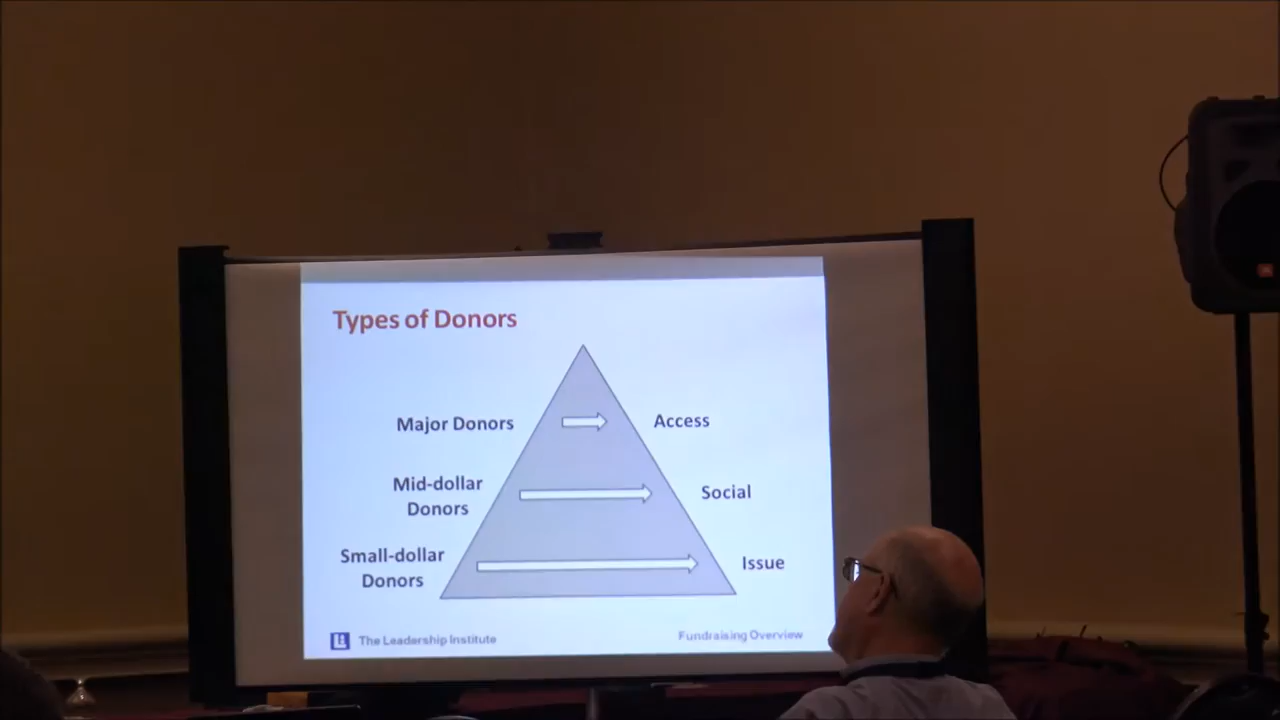 Types of Donors
Major Donors
Access
Mid-dollar
Donors
Social
Small-dollar
Donors
Issue
The Leadership Institute
Fundraising Overview